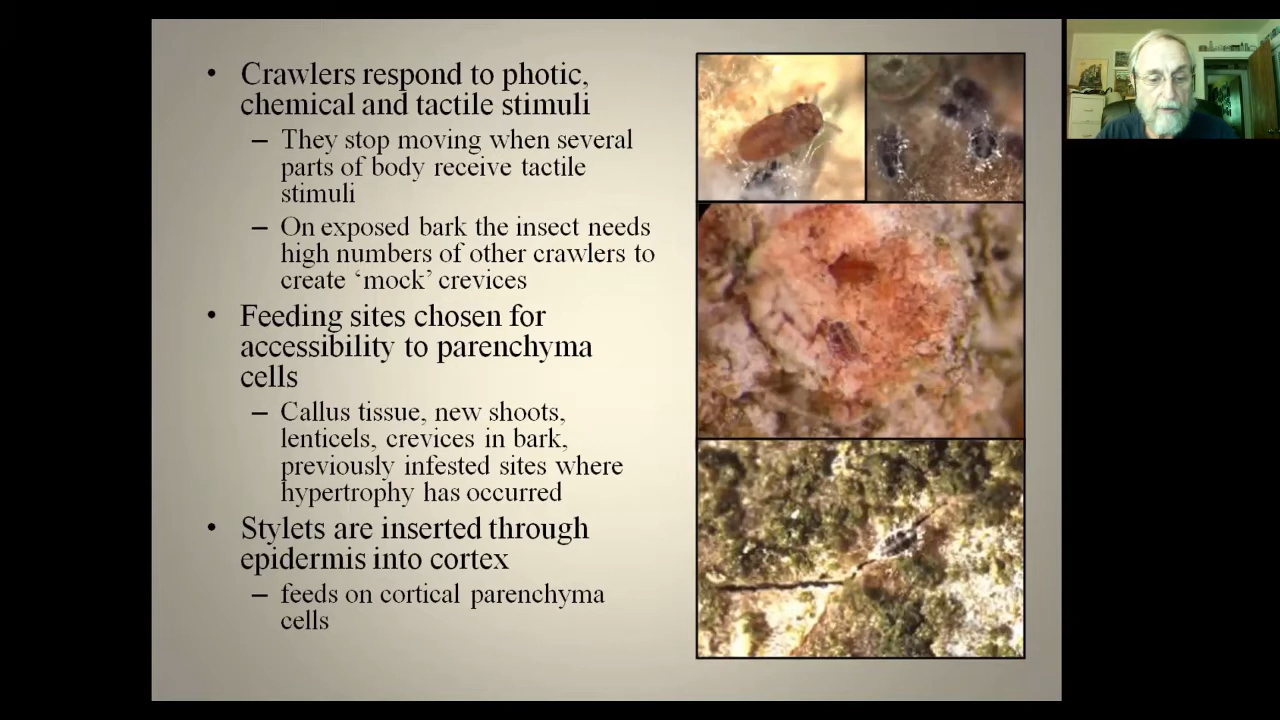 • Crawlers respond to photic,
chemical and tactile stimuli
– They stop moving when several
parts of body receive tactile
stimuli
– On exposed bark the insect needs
high numbers of other crawlers to
create ‘mock’ crevices
• Feeding sites chosen for
accessibility to parenchyma
cells
– Callus tissue, new shoots,
lenticels, crevices in bark,
previously infested sites where
hypertrophy has occurred
• Stylets are inserted through
epidermis into cortex
– feeds on cortical parenchyma
cells